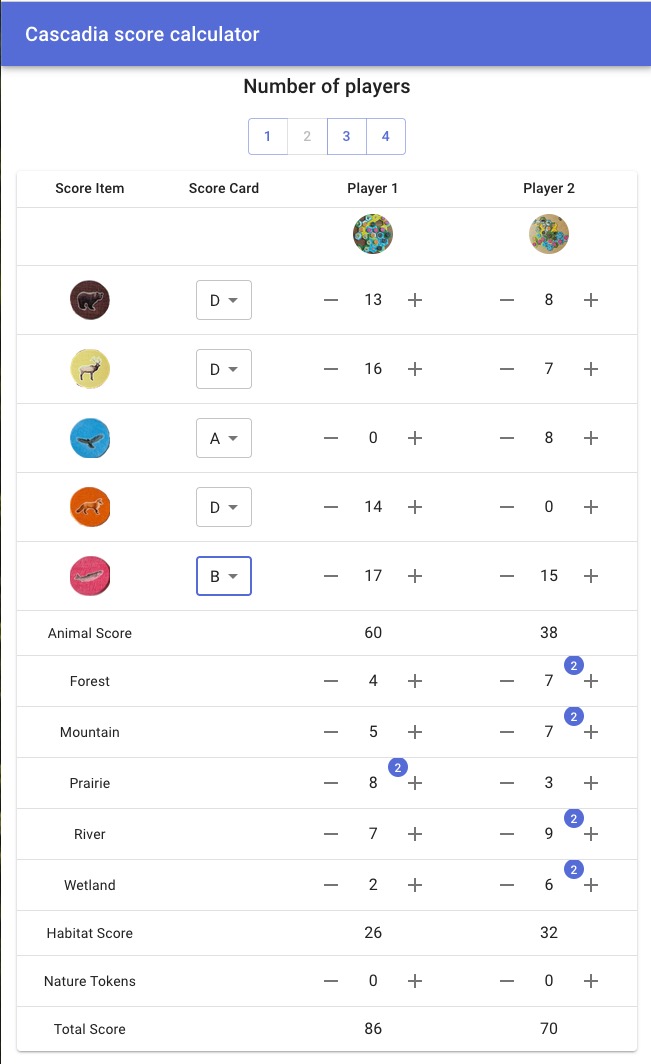 Cascadia score calculator
Number of players
1 2 3 4
Score Item Score Card Player 1 Player 2
D 13 8
D 16 7
A 0 8
D 14 0
B 17 15
Animal Score 60 38
Forest 4 7 2
Mountain 5 7 2
Prairie 8 2 3
River 7 9 2
Wetland 2 6 2
Habitat Score 26 32
Nature Tokens 0 0
Total Score 86 70